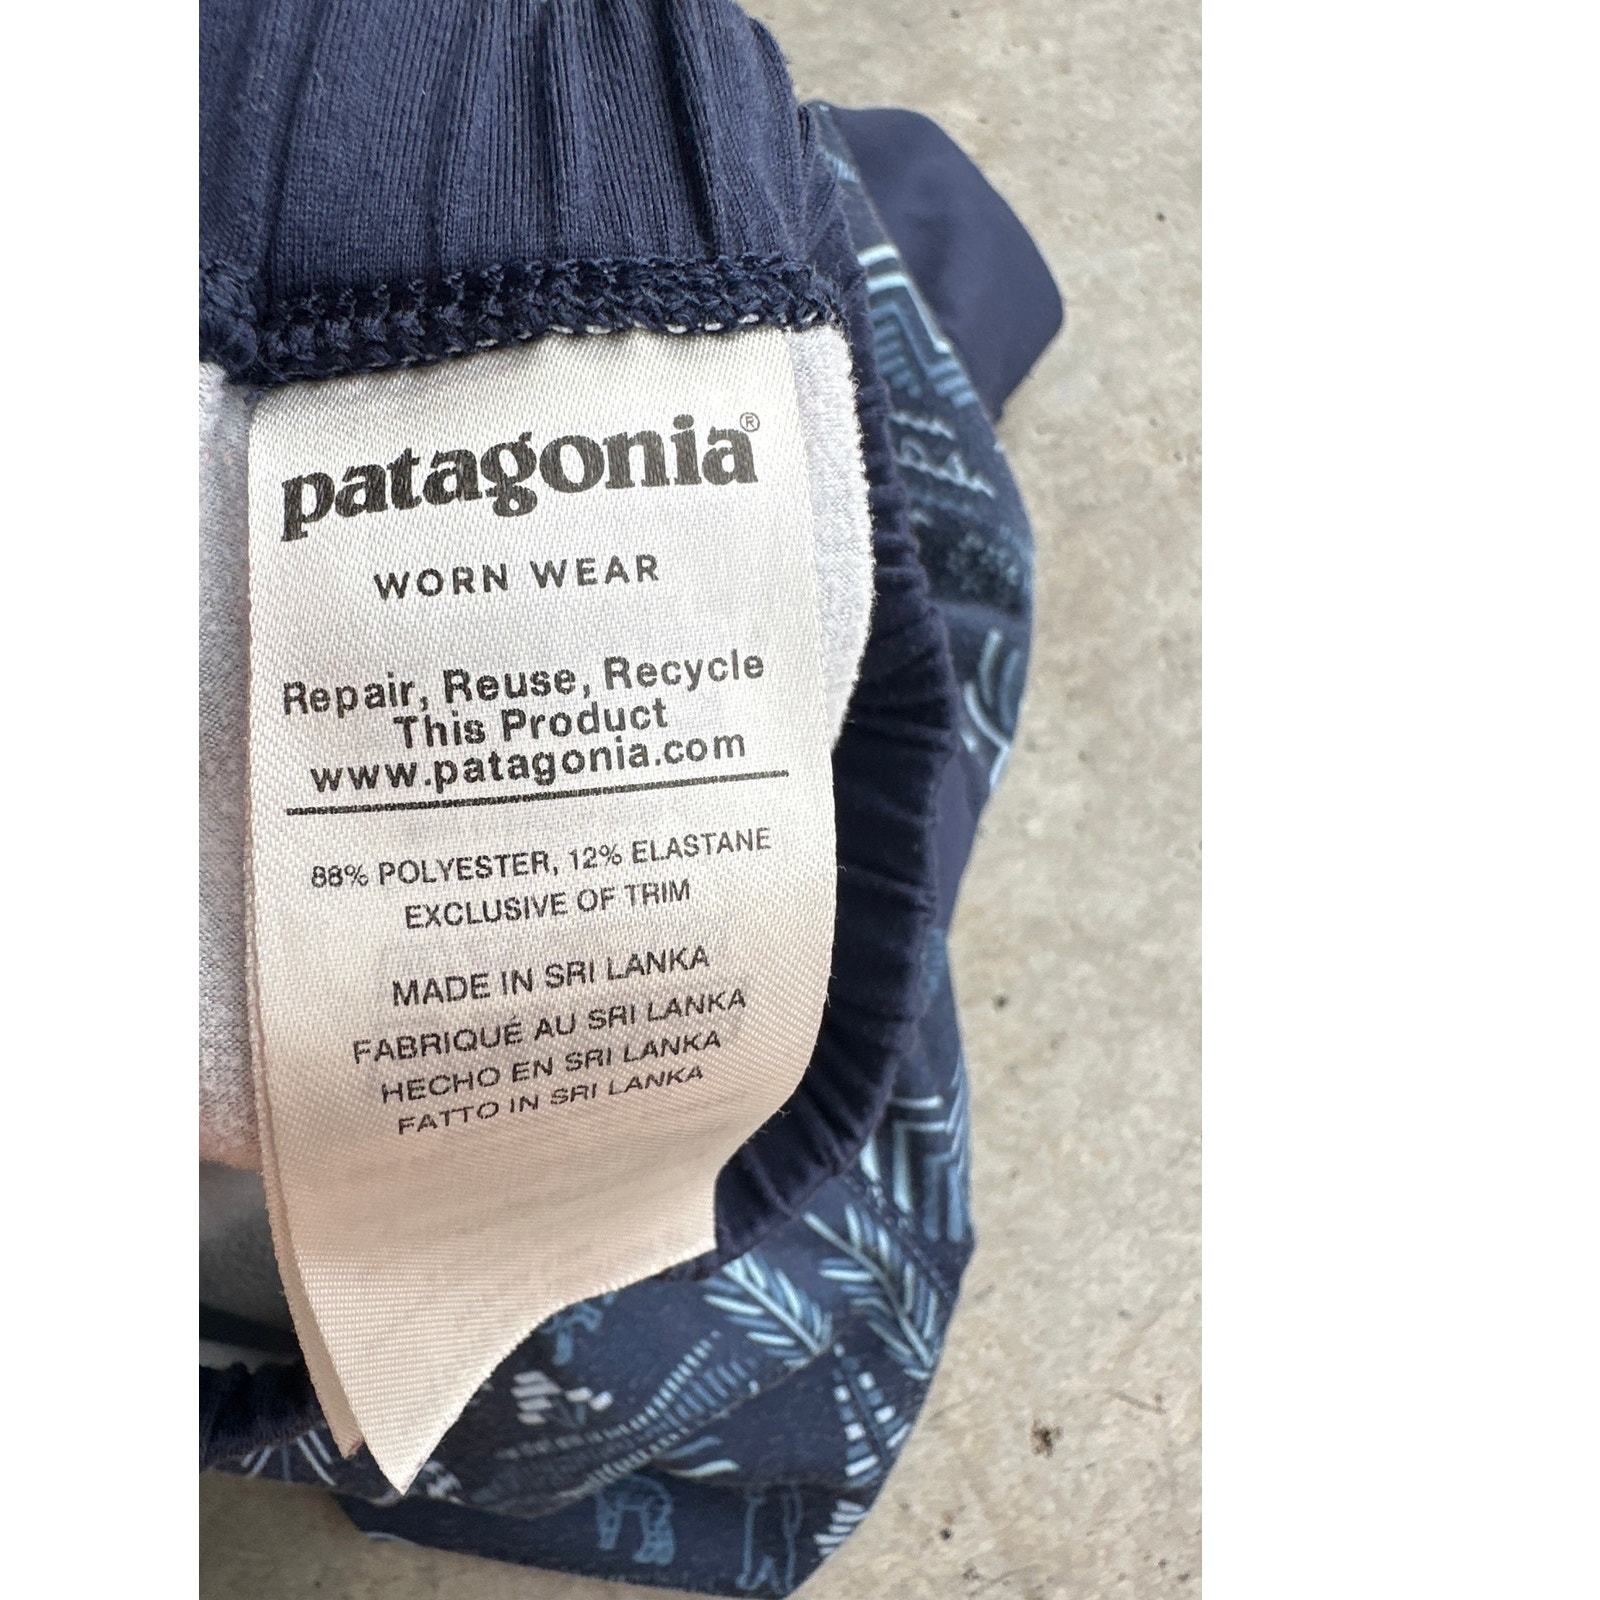 patagonia®
WORN WEAR
Repair, Reuse, Recycle
This Product
www.patagonia.com
88% POLYESTER, 12% ELASTANE
EXCLUSIVE OF TRIM
MADE IN SRI LANKA
FABRIQUÉ AU SRI LANKA
HECHO EN SRI LANKA
FATTO IN SRI LANKA